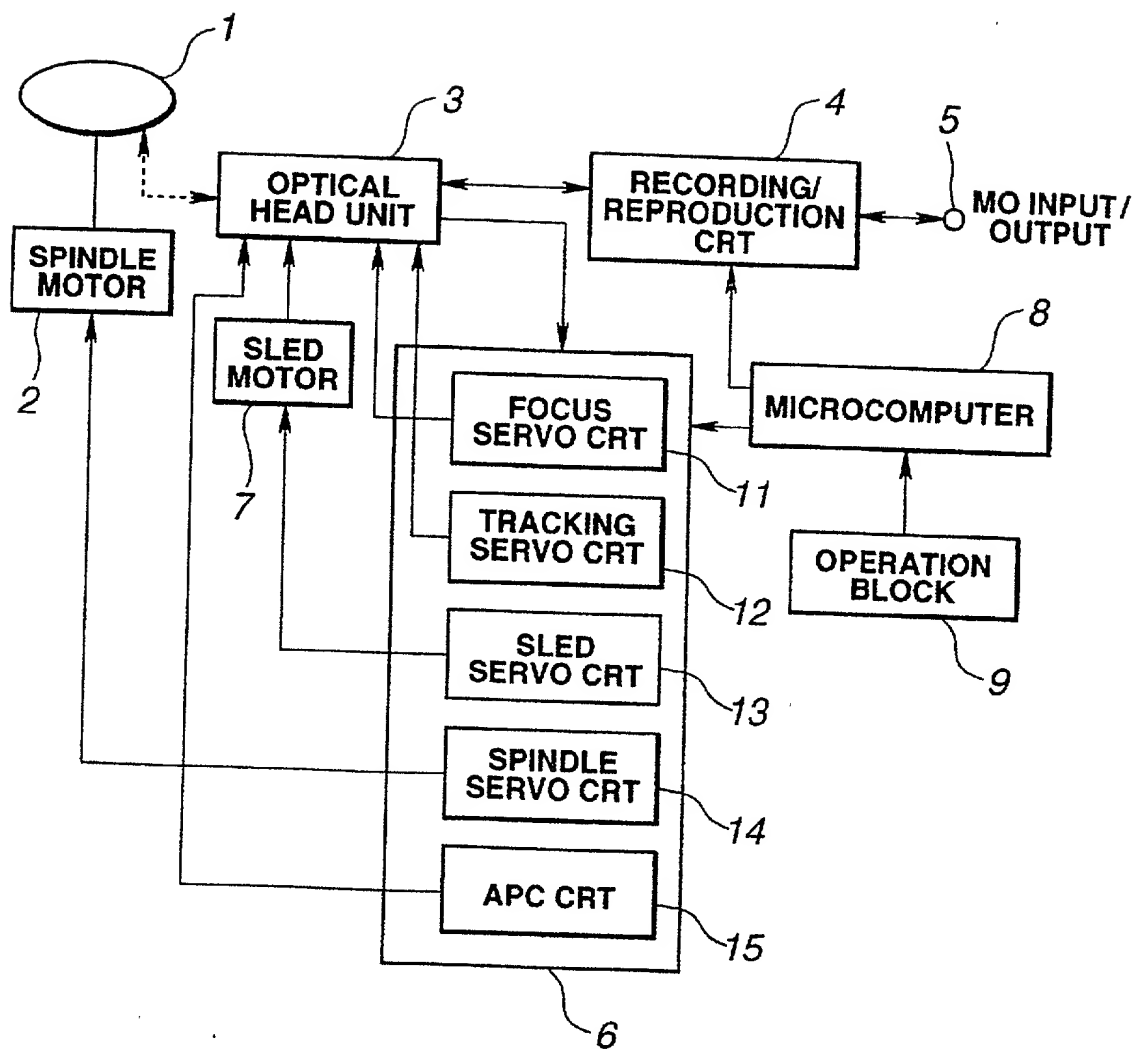 1
3
4
5
OPTICAL
HEAD UNIT
RECORDING/
REPRODUCTION
CRT
MO INPUT/
OUTPUT
SPINDLE
MOTOR
2
SLED
MOTOR
7
8
MICROCOMPUTER
FOCUS
SERVO CRT
11
TRACKING
SERVO CRT
12
OPERATION
BLOCK
9
SLED
SERVO CRT
13
SPINDLE
SERVO CRT
14
APC CRT
15
6